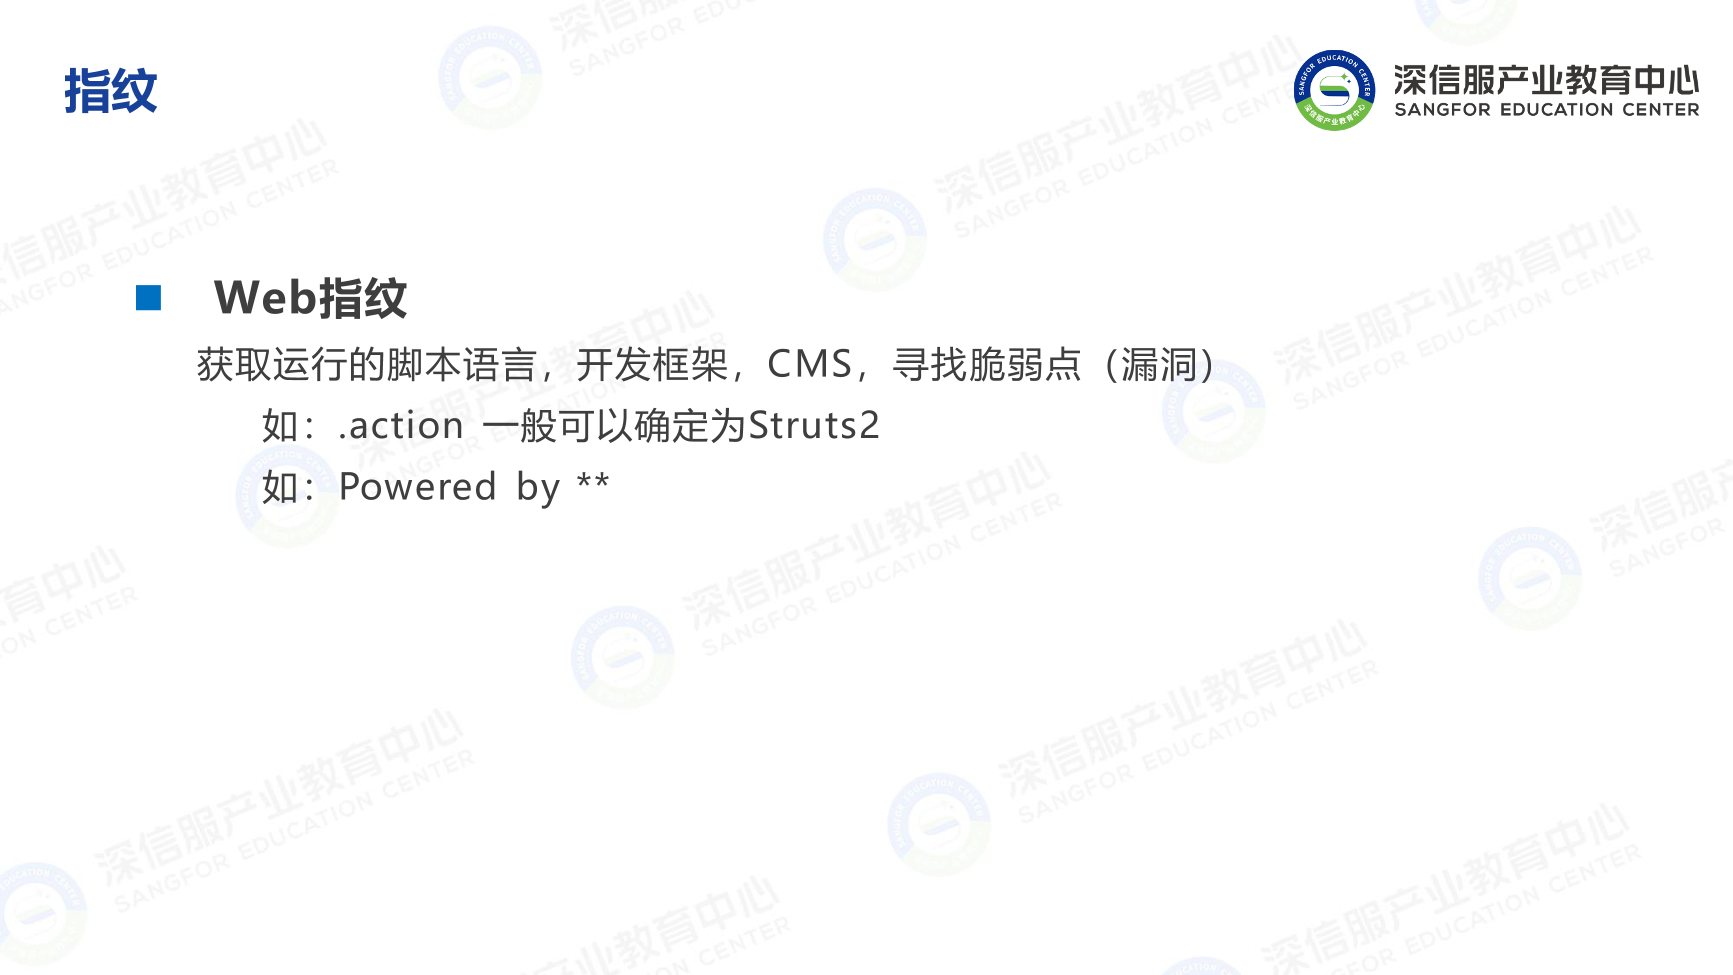 指纹
深信服产业教育中心
SANGFOR EDUCATION CENTER
Web指纹
获取运行的脚本语言，开发框架，CMS，寻找脆弱点（漏洞）
如：.action 一般可以确定为Struts2
如：Powered by **